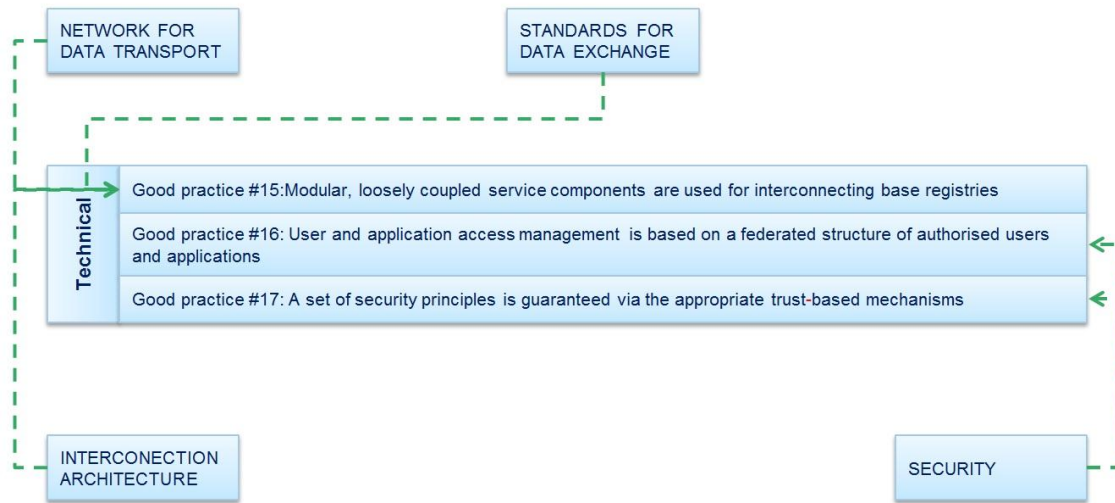 NETWORK FOR
DATA TRANSPORT
STANDARDS FOR
DATA EXCHANGE
Technical
Good practice #15:Modular, loosely coupled service components are used for interconnecting base registries
Good practice #16: User and application access management is based on a federated structure of authorised users
and applications
Good practice #17: A set of security principles is guaranteed via the appropriate trust-based mechanisms
INTERCONECTION
ARCHITECTURE
SECURITY